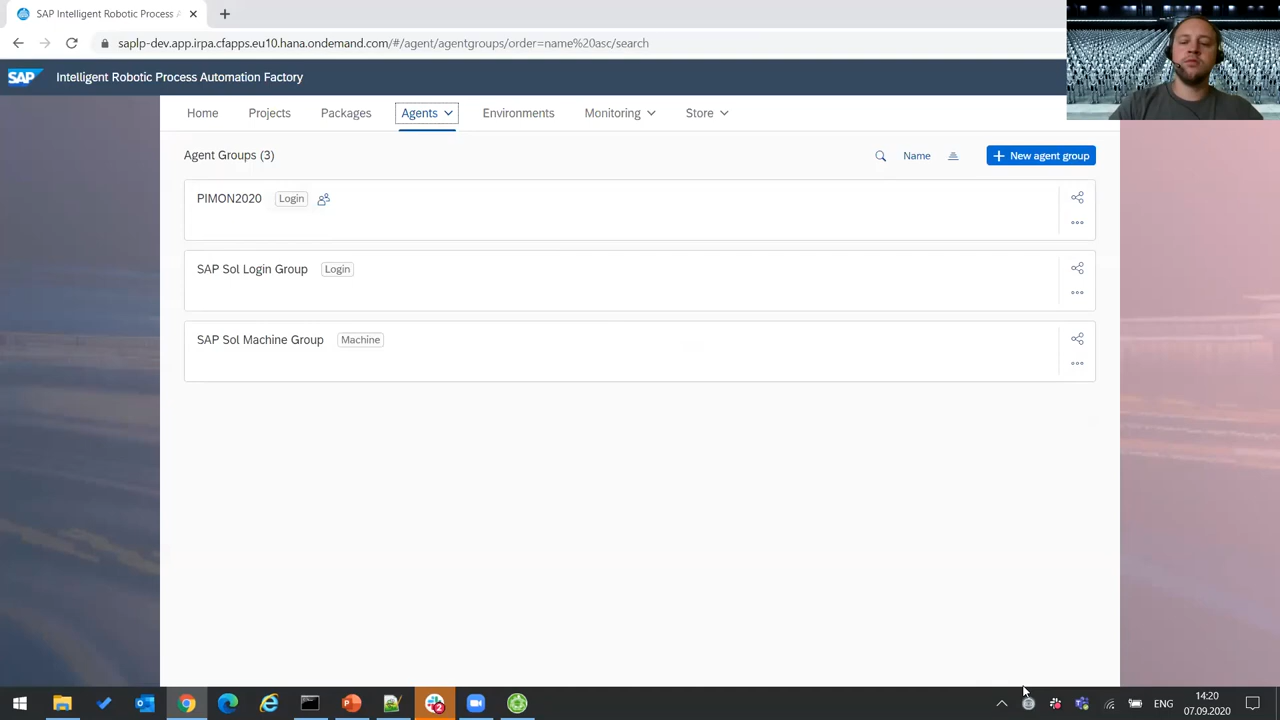 SAP Intelligent Robotic Process A
saplp-dev.app.irpa.cfapps.eu10.hana.ondemand.com/#/agent/agentgroups/order=name%20asc/search
SAP Intelligent Robotic Process Automation Factory
Home Projects Packages Agents Environments Monitoring Store
Agent Groups (3) Name New agent group
PIMON2020 Login
SAP Sol Login Group Login
SAP Sol Machine Group Machine
ENG 14:20
07.09.2020